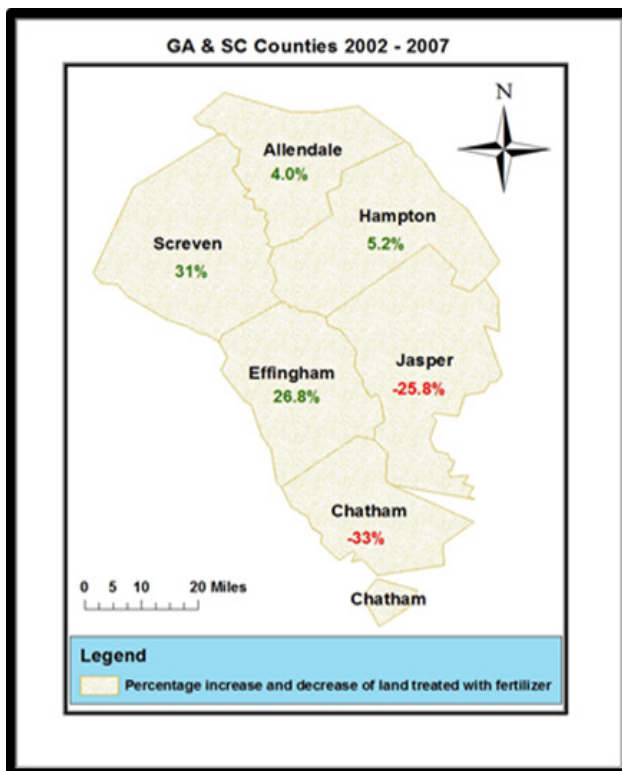 GA & SC Counties 2002 - 2007
N
Allendale
4.0%
Hampton
5.2%
Screven
31%
Jasper
-25.8%
Effingham
26.8%
Chatham
-33%
0 5 10 20 Miles
Chatham
Legend
Percentage increase and decrease of land treated with fertilizer